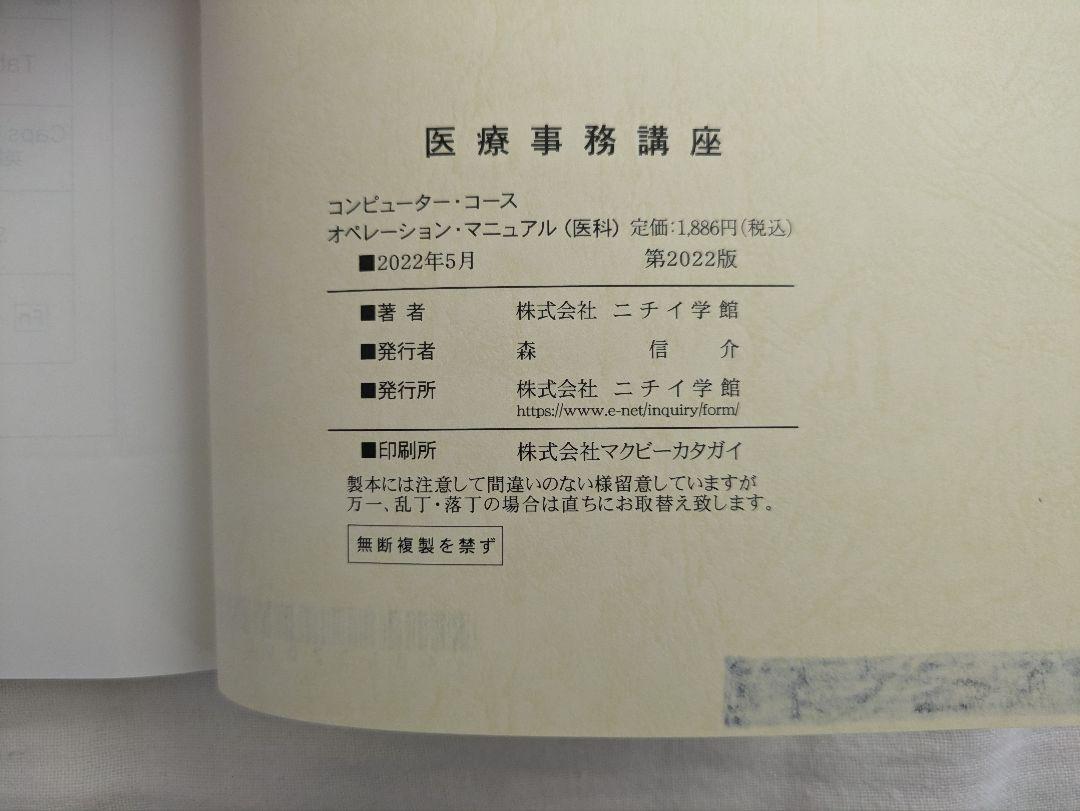 医療事務講座
コンピューター・コース
オペレーション・マニュアル（医科） 定価：1,886円（税込）
■2022年5月 第2022版
■著 者 株式会社 ニチイ学館
■発行者 森 信 介
■発行所 株式会社 ニチイ学館
https://www.e-net/inquiry/form/
■印刷所 株式会社マクビーカタガイ
製本には注意して間違いのない様留意していますが
万一、乱丁・落丁の場合は直ちにお取替え致します。
無断複製を禁ず